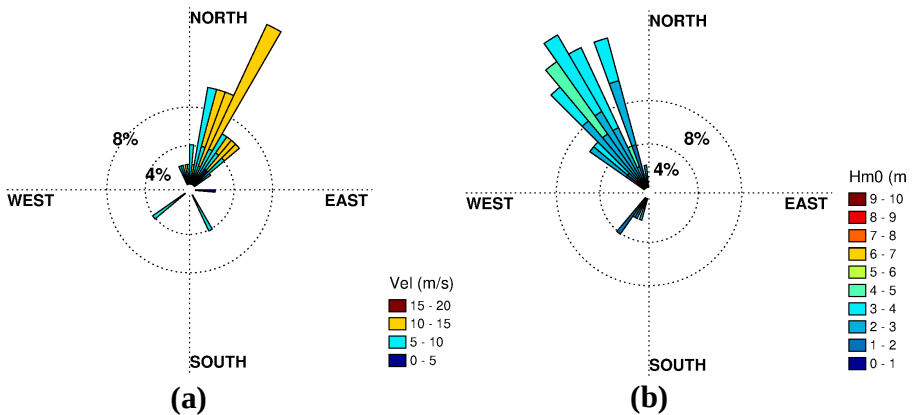 NORTH
8%
4%
WEST
EAST
SOUTH
Vel (m/s)
15 - 20
10 - 15
5 - 10
0 - 5
(a)
NORTH
8%
4%
WEST
EAST
SOUTH
Hm0 (m
9 - 10
8 - 9
7 - 8
6 - 7
5 - 6
4 - 5
3 - 4
2 - 3
1 - 2
0 - 1
(b)